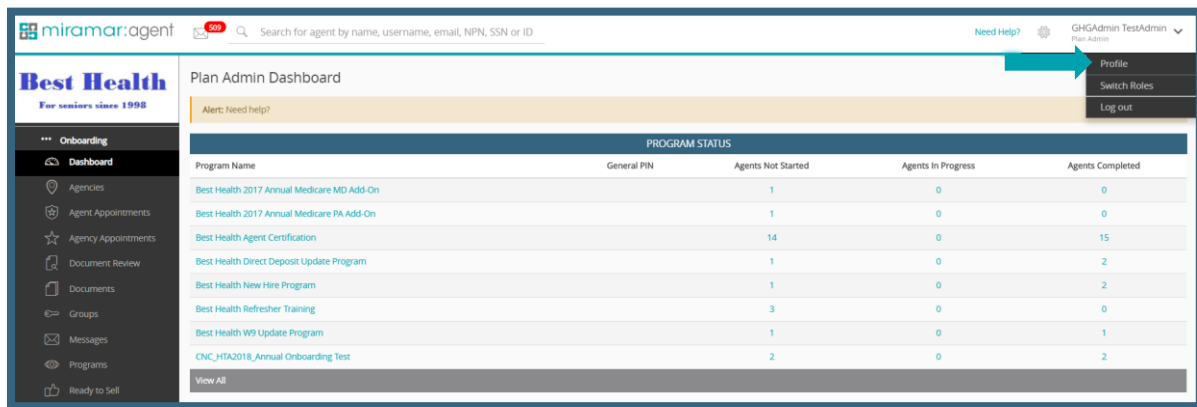 miramar:agent
509
Search for agent by name, username, email, NPN, SSN or ID
Need Help?
GHGAdmin TestAdmin
Plan Admin
Profile
Switch Roles
Log out
Best Health
For seniors since 1998
Plan Admin Dashboard
Alert: Need help?
Onboarding
Dashboard
Agencies
Agent Appointments
Agency Appointments
Document Review
Documents
Groups
Messages
Programs
Ready to Sell
PROGRAM STATUS
Program Name General PIN Agents Not Started Agents In Progress Agents Completed
Best Health 2017 Annual Medicare MD Add-On 1 0 0
Best Health 2017 Annual Medicare PA Add-On 1 0 0
Best Health Agent Certification 14 0 15
Best Health Direct Deposit Update Program 1 0 2
Best Health New Hire Program 1 0 2
Best Health Refresher Training 3 0 0
Best Health W9 Update Program 1 0 1
CNC_HTA2018_Annual Onboarding Test 2 0 2
View All